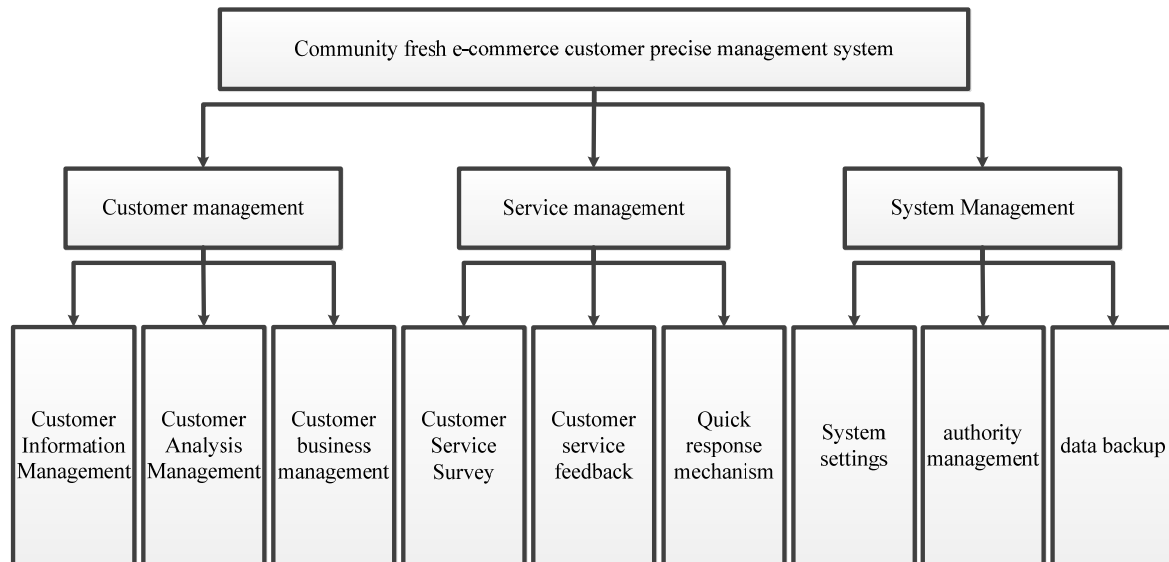 Community fresh e-commerce customer precise management system
Customer management
Service management
System Management
Customer
Information
Management
Customer
Analysis
Management
Customer
business
management
Customer
Service
Survey
Customer
service
feedback
Quick
response
mechanism
System
settings
authority
management
data backup